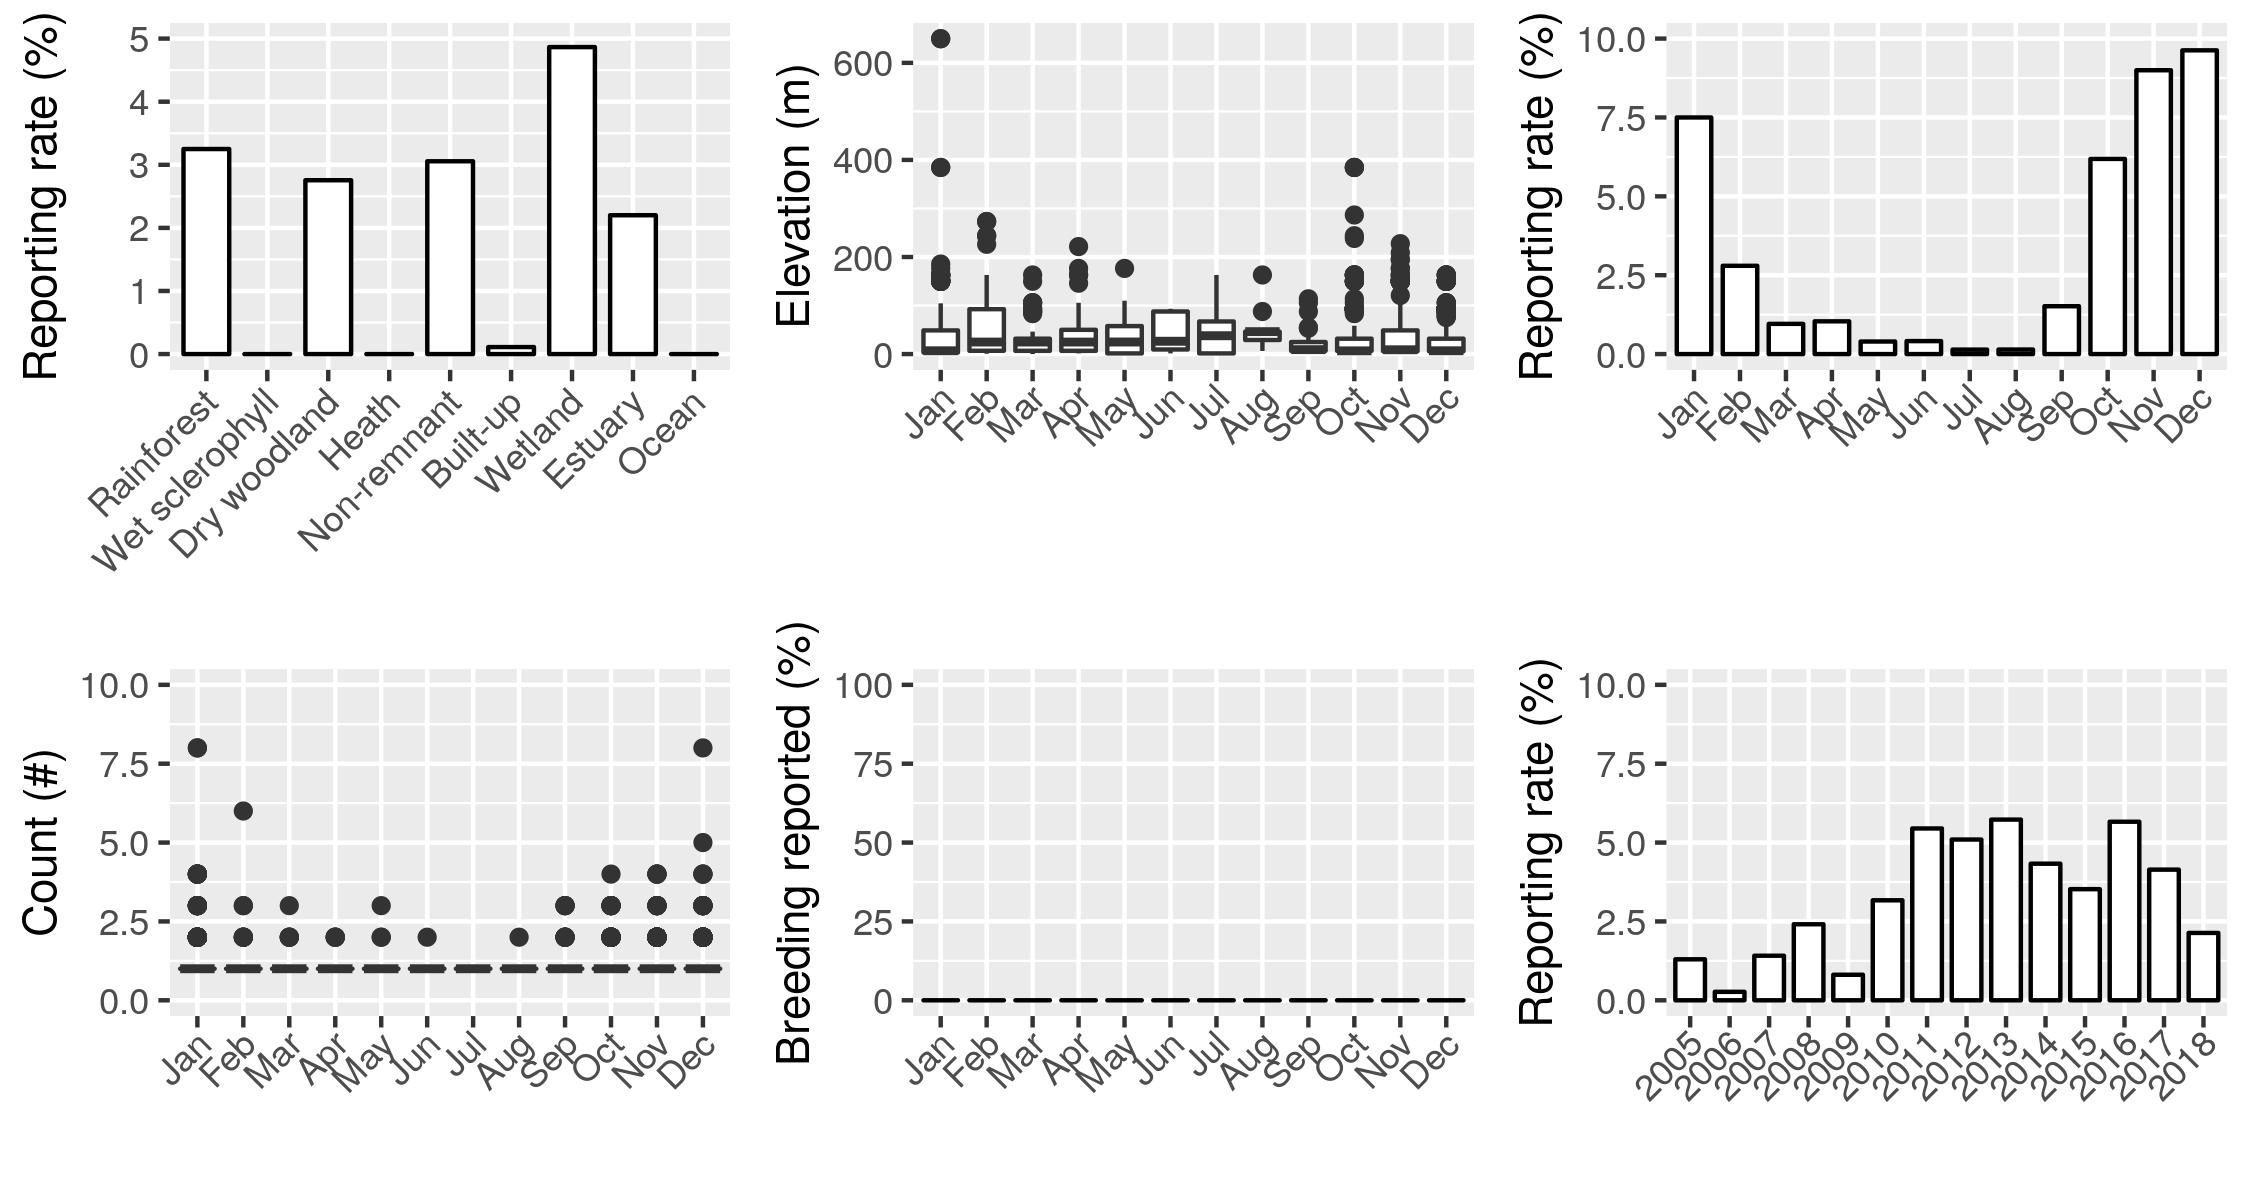 Reporting rate (%)
5
4
3
2
1
0
Rainforest
Wet sclerophyll
Dry woodland
Heath
Non-remnant
Built-up
Wetland
Estuary
Ocean
Elevation (m)
600
400
200
0
Jan
Feb
Mar
Apr
May
Jun
Jul
Aug
Sep
Oct
Nov
Dec
Reporting rate (%)
10.0
7.5
5.0
2.5
0.0
Jan
Feb
Mar
Apr
May
Jun
Jul
Aug
Sep
Oct
Nov
Dec
Count (#)
10.0
7.5
5.0
2.5
0.0
Jan
Feb
Mar
Apr
May
Jun
Jul
Aug
Sep
Oct
Nov
Dec
Breeding reported (%)
100
75
50
25
0
Jan
Feb
Mar
Apr
May
Jun
Jul
Aug
Sep
Oct
Nov
Dec
Reporting rate (%)
10.0
7.5
5.0
2.5
0.0
2005
2006
2007
2008
2009
2010
2011
2012
2013
2014
2015
2016
2017
2018